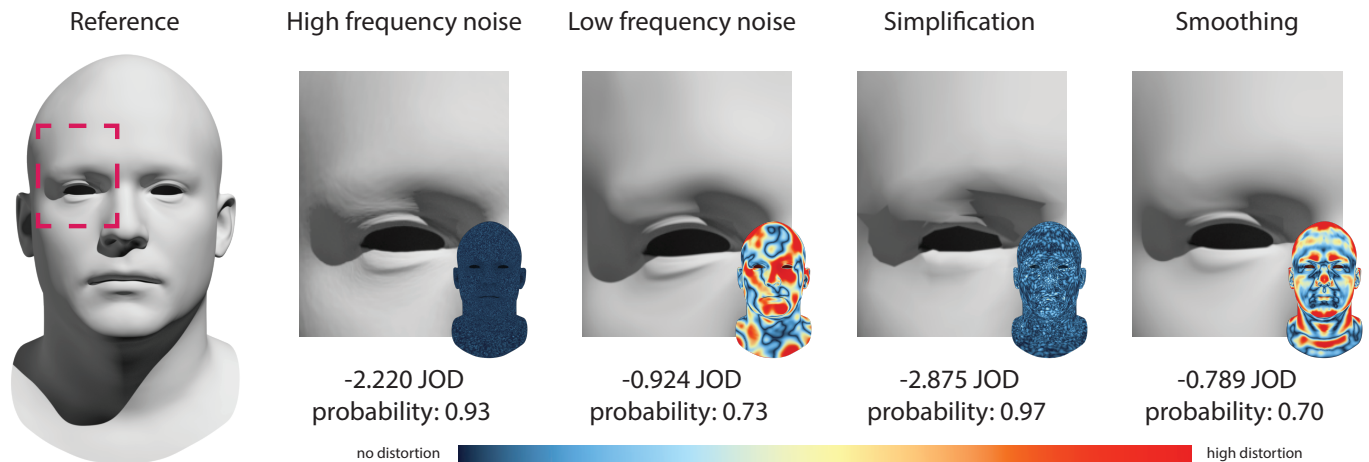 Reference
High frequency noise
Low frequency noise
Simplification
Smoothing
-2.220 JOD
probability: 0.93
-0.924 JOD
probability: 0.73
-2.875 JOD
probability: 0.97
-0.789 JOD
probability: 0.70
no distortion
high distortion